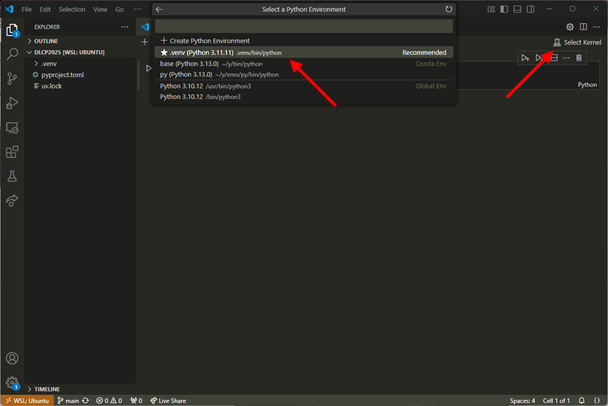 File Edit Selection View Go ···
Select a Python Environment
EXPLORER ···
OUTLINE
DLCP2025 [WSL: UBUNTU]
.venv
pyproject.toml
uv.lock
Create Python Environment
.venv (Python 3.11.11) .venv/bin/python Recommended
base (Python 3.13.0) ~/y/bin/python Conda Env
py (Python 3.13.0) ~/y/envs/py/bin/python
Python 3.10.12 /usr/bin/python3 Global Env
Python 3.10.12 /bin/python3
Select Kernel
Python
1
1
TIMELINE
WSL: Ubuntu main 0 0 0 Live Share Spaces: 4 Cell 1 of 1